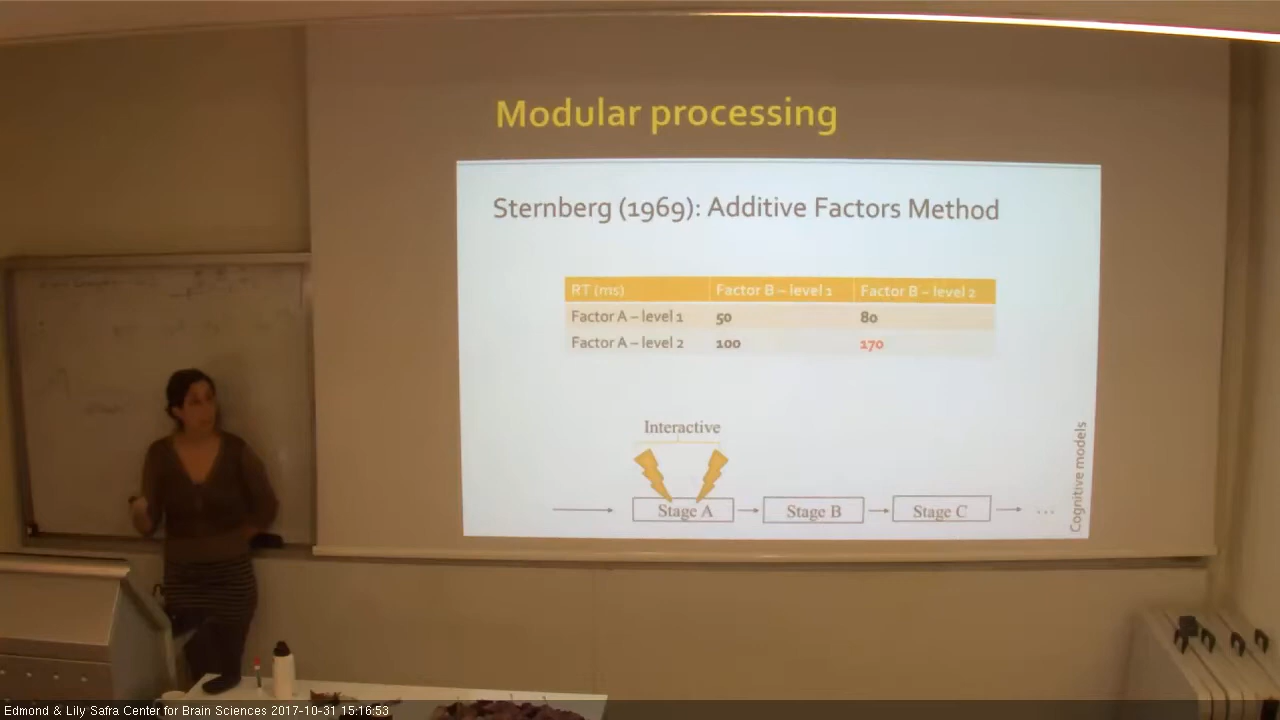 Modular processing
Sternberg (1969): Additive Factors Method
RT (ms) Factor B – level 1 Factor B – level 2
Factor A – level 1 50 80
Factor A – level 2 100 170
Interactive
Stage A Stage B Stage C ...
Cognitive models
Edmond & Lily Safra Center for Brain Sciences 2017-10-31 15:16:53